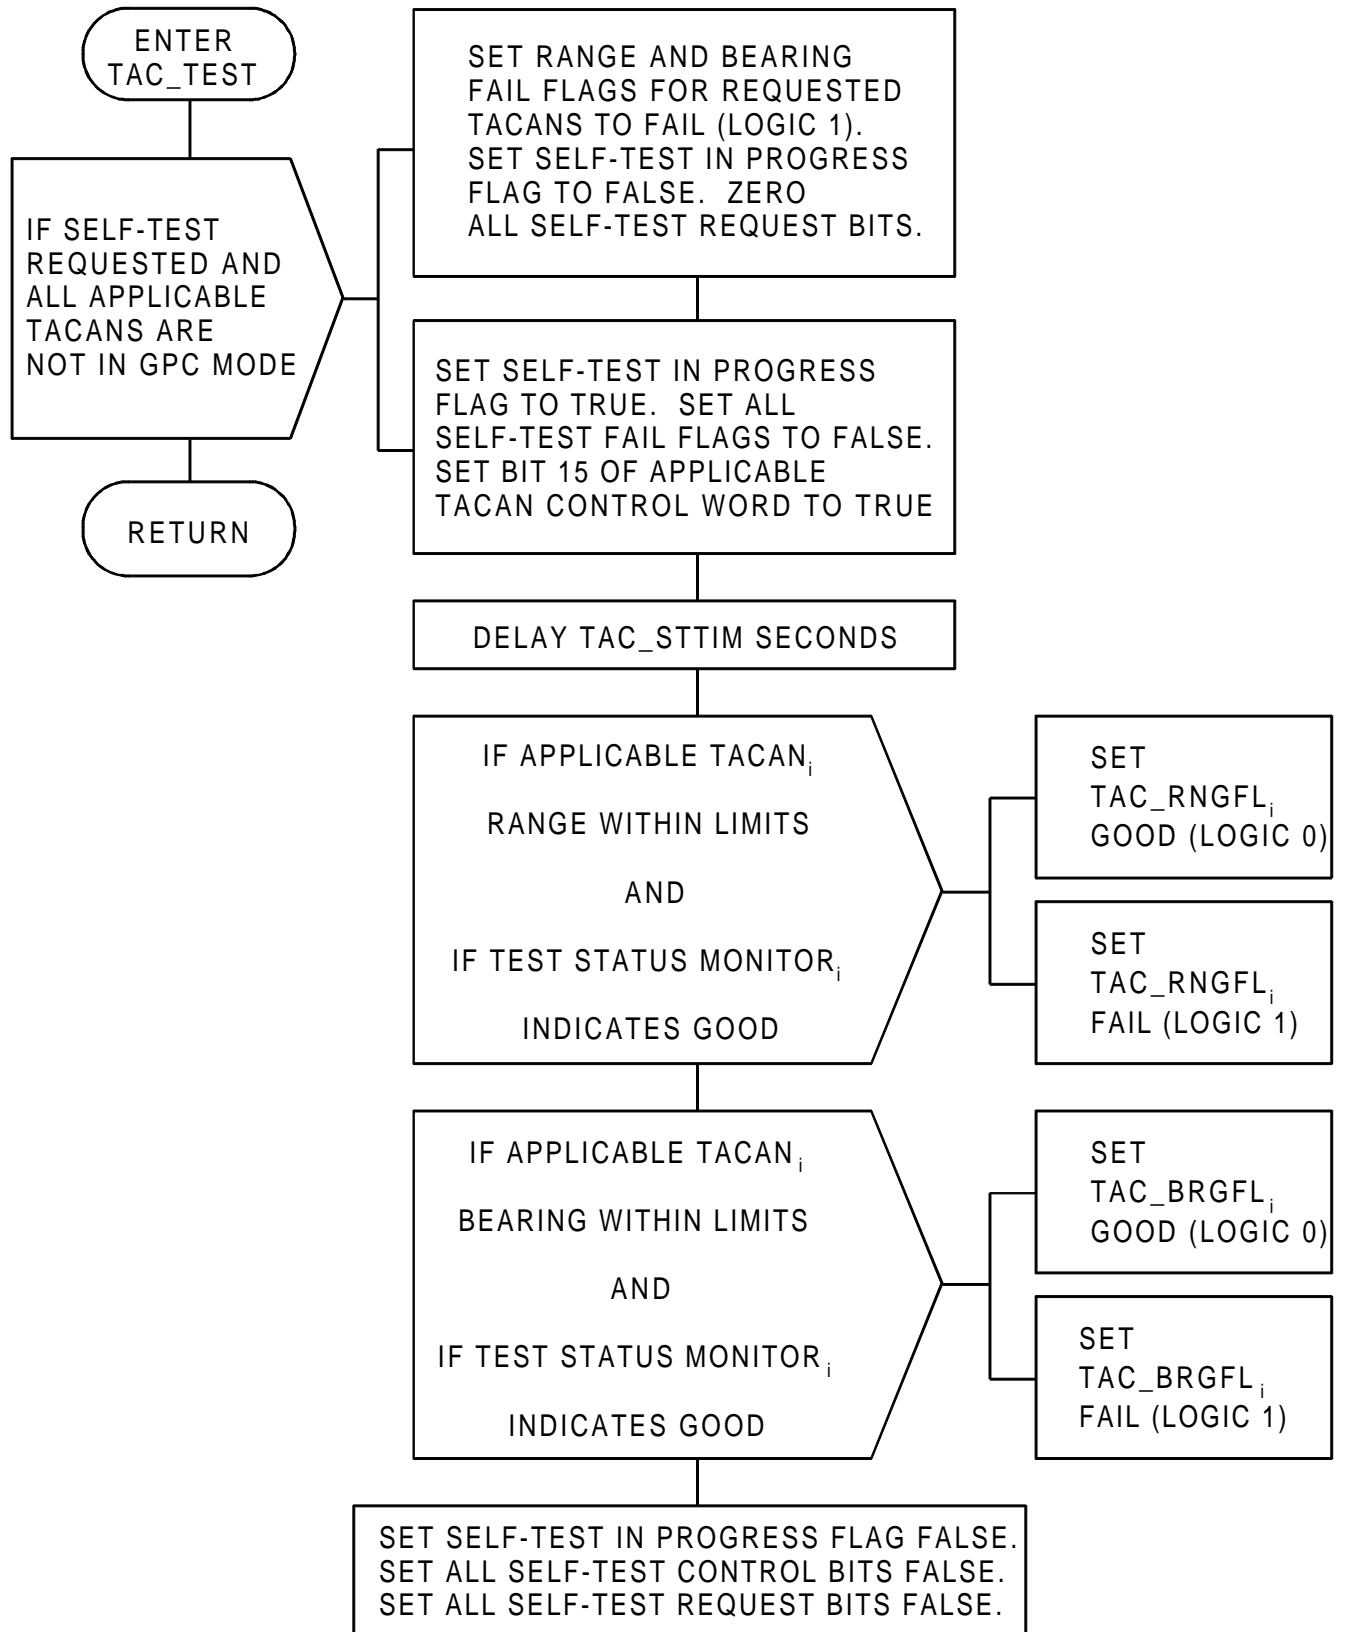 ENTER
TAC_TEST
IF SELF-TEST
REQUESTED AND
ALL APPLICABLE
TACANS ARE
NOT IN GPC MODE
RETURN
SET RANGE AND BEARING
FAIL FLAGS FOR REQUESTED
TACANS TO FAIL (LOGIC 1).
SET SELF-TEST IN PROGRESS
FLAG TO FALSE. ZERO
ALL SELF-TEST REQUEST BITS.
SET SELF-TEST IN PROGRESS
FLAG TO TRUE. SET ALL
SELF-TEST FAIL FLAGS TO FALSE.
SET BIT 15 OF APPLICABLE
TACAN CONTROL WORD TO TRUE
DELAY TAC_STTIM SECONDS
IF APPLICABLE TACANi
RANGE WITHIN LIMITS
AND
IF TEST STATUS MONITORi
INDICATES GOOD
SET
TAC_RNGFLi
GOOD (LOGIC 0)
SET
TAC_RNGFLi
FAIL (LOGIC 1)
IF APPLICABLE TACANi
BEARING WITHIN LIMITS
AND
IF TEST STATUS MONITORi
INDICATES GOOD
SET
TAC_BRGFLi
GOOD (LOGIC 0)
SET
TAC_BRGFLi
FAIL (LOGIC 1)
SET SELF-TEST IN PROGRESS FLAG FALSE.
SET ALL SELF-TEST CONTROL BITS FALSE.
SET ALL SELF-TEST REQUEST BITS FALSE.